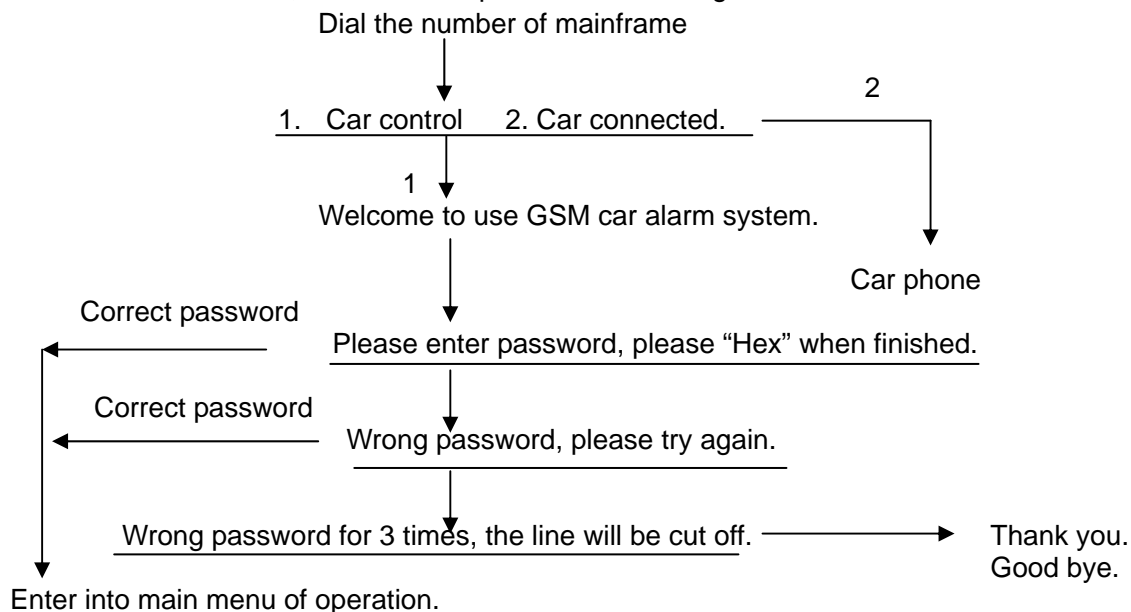 Dial the number of mainframe
2
1. Car control 2. Car connected.
1
Welcome to use GSM car alarm system.
Car phone
Correct password
Please enter password, please “Hex” when finished.
Correct password
Wrong password, please try again.
Wrong password for 3 times, the line will be cut off.
Thank you.
Good bye.
Enter into main menu of operation.